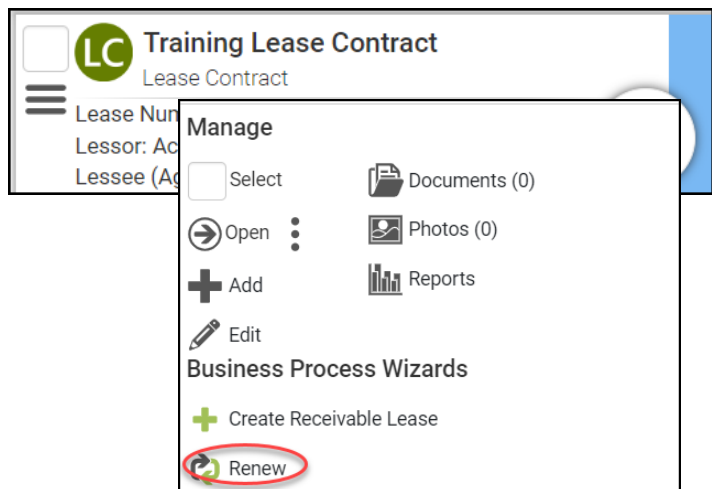 LC
Training Lease Contract
Lease Contract
Lease Num
Lessor: Ac
Lessee (Ag
Manage
Select
Documents (0)
Open
Photos (0)
Add
Reports
Edit
Business Process Wizards
Create Receivable Lease
Renew